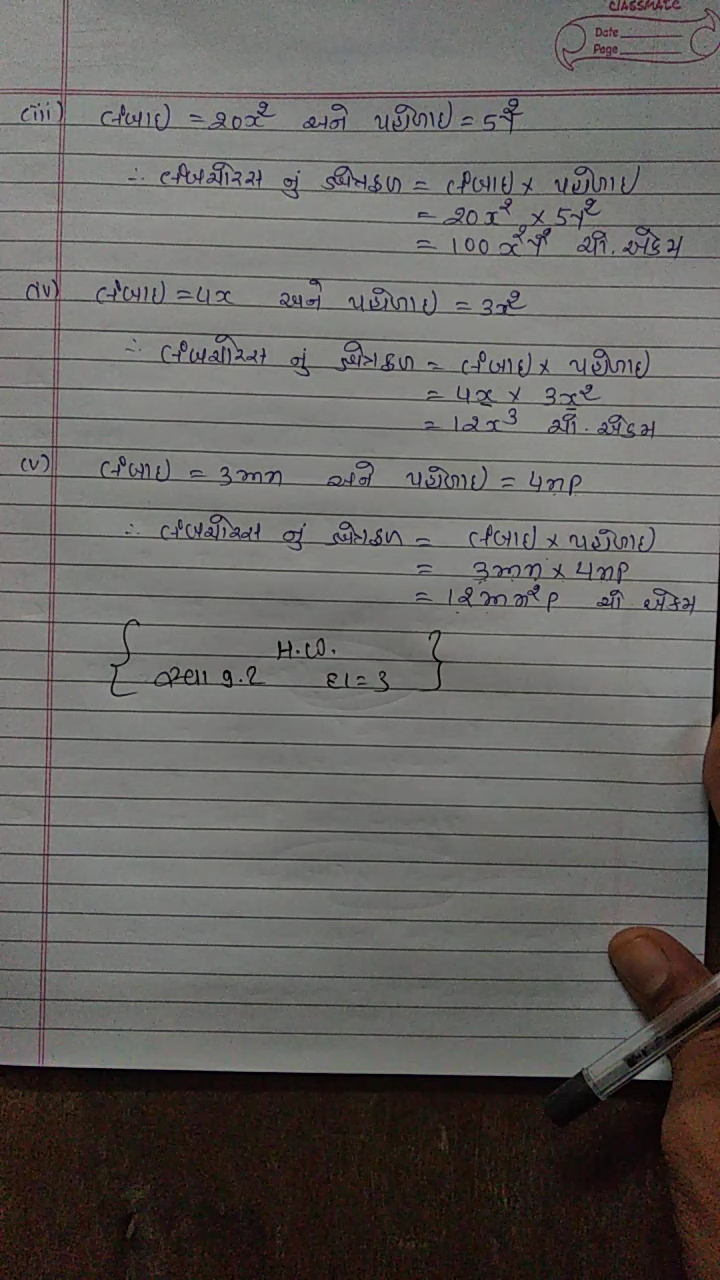 CLASSMATE
Date
Page
(iii) લંબાઇ = 20x² અને પહોળાઇ = 5y²
∴ લંબચોરસ નું ક્ષેત્રફળ = લંબાઇ x પહોળાઇ
= 20x² x 5y²
= 100x²y² ચો. એકમ
(iv) લંબાઇ = 4x અને પહોળાઇ = 3x²
∴ લંબચોરસ નું ક્ષેત્રફળ = લંબાઇ x પહોળાઇ
= 4x x 3x²
= 12x³ ચો. એકમ
(v) લંબાઇ = 3mn અને પહોળાઇ = 4np
∴ લંબચોરસ નું ક્ષેત્રફળ = લંબાઇ x પહોળાઇ
= 3mn x 4np
= 12mn²p ચો એકમ
{ H.W. }
સ્વા 9.2 દા = 3